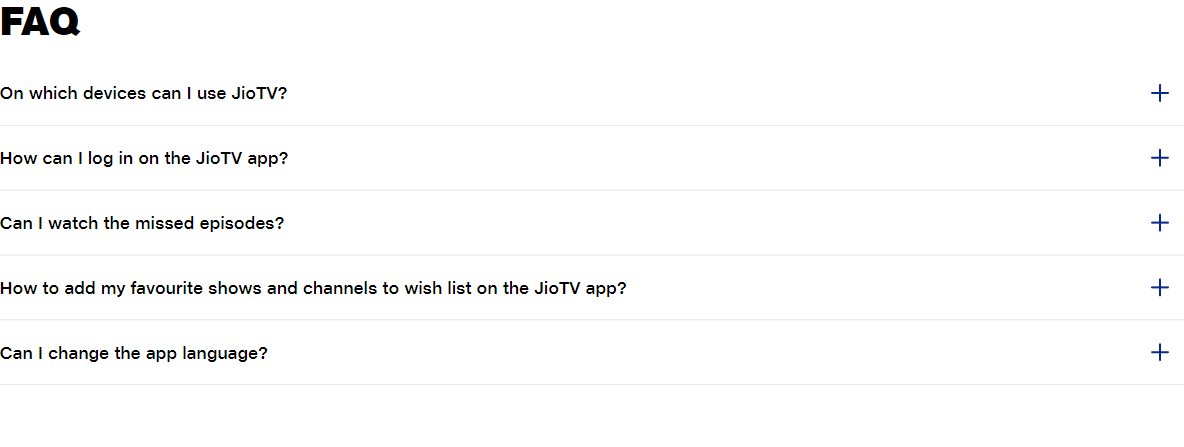 FAQ
On which devices can I use JioTV?
How can I log in on the JioTV app?
Can I watch the missed episodes?
How to add my favourite shows and channels to wish list on the JioTV app?
Can I change the app language?